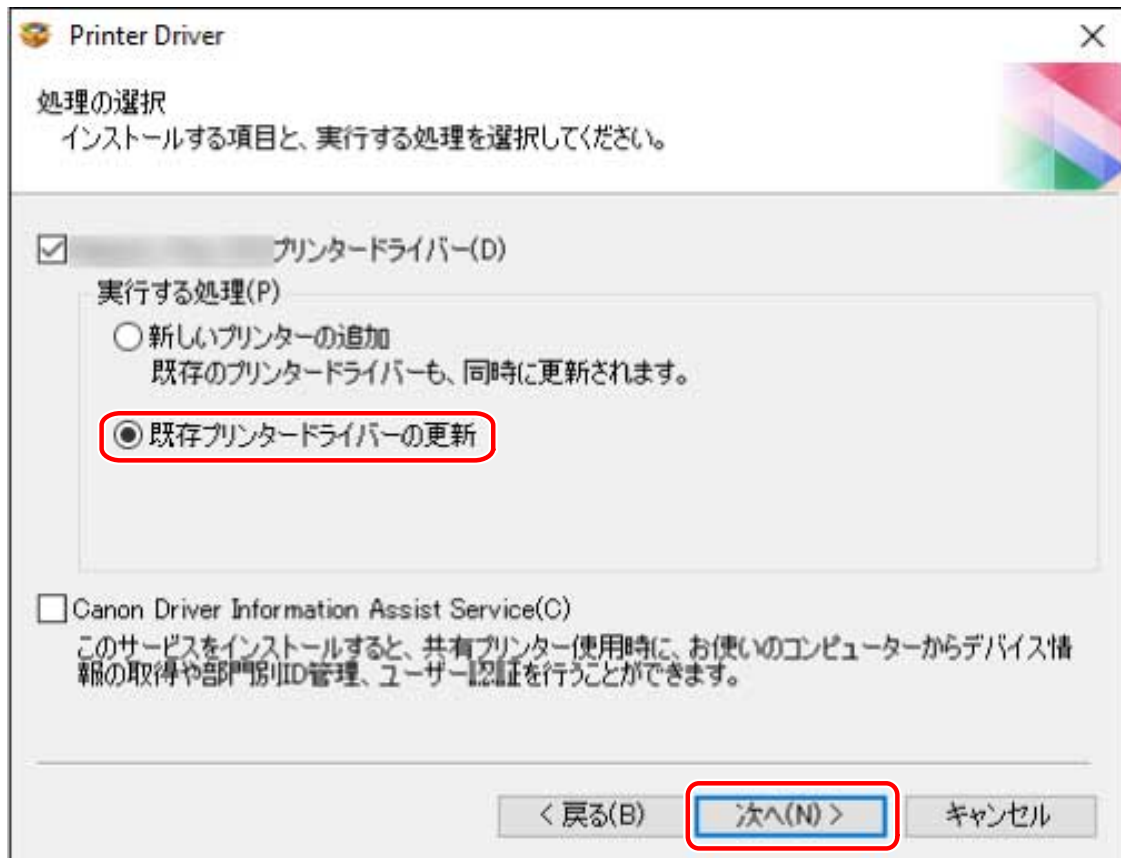 Printer Driver
処理の選択
インストールする項目と、実行する処理を選択してください。
プリンタードライバー(D)
実行する処理(P)
新しいプリンターの追加
既存のプリンタードライバーも、同時に更新されます。
既存プリンタードライバーの更新
Canon Driver Information Assist Service(C)
このサービスをインストールすると、共有プリンター使用時に、お使いのコンピューターからデバイス情
報の取得や部門別ID管理、ユーザー認証を行うことができます。
< 戻る(B)
次へ(N) >
キャンセル